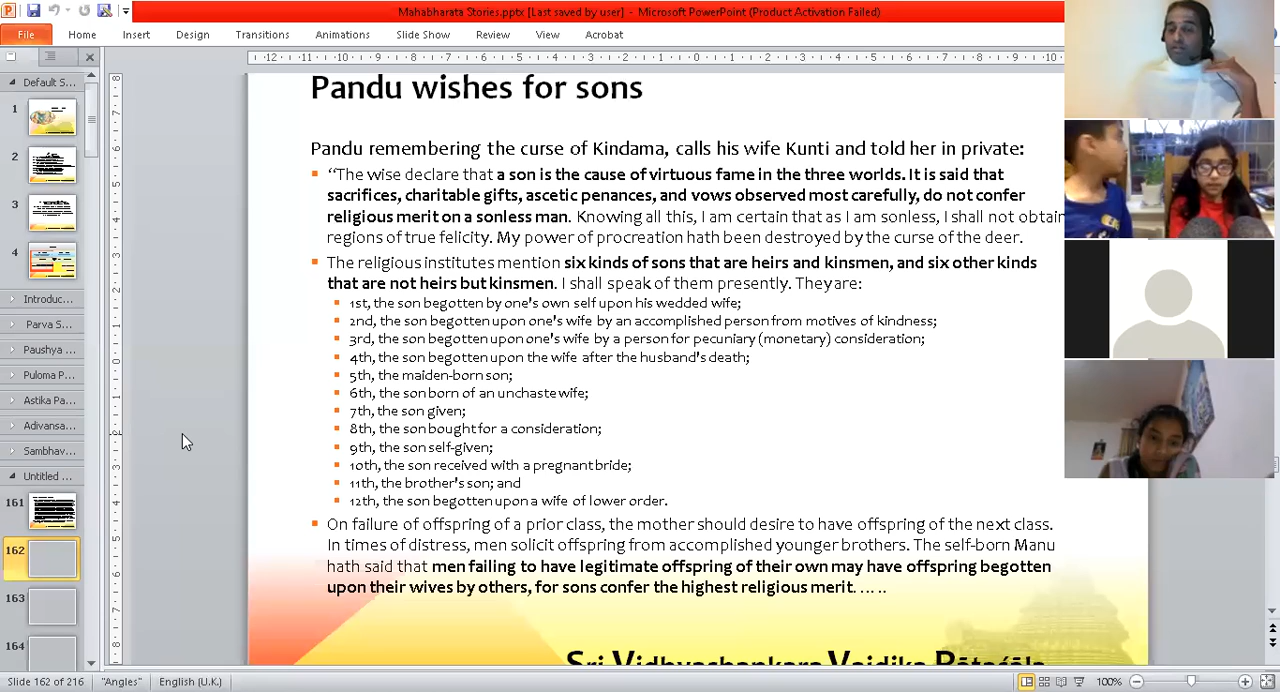 Mahabharata Stories.pptx [Last saved by user] - Microsoft PowerPoint (Product Activation Failed)
File Home Insert Design Transitions Animations Slide Show Review View Acrobat
Default S...
1
2
3
4
Introduc...
Parva S...
Paushya ...
Puloma P...
Astika Pa...
Adivansa...
Sambhav...
Untitled ...
161
162
163
164
Pandu wishes for sons
Pandu remembering the curse of Kindama, calls his wife Kunti and told her in private:
“The wise declare that a son is the cause of virtuous fame in the three worlds. It is said that
sacrifices, charitable gifts, ascetic penances, and vows observed most carefully, do not confer
religious merit on a sonless man. Knowing all this, I am certain that as I am sonless, I shall not obtain
regions of true felicity. My power of procreation hath been destroyed by the curse of the deer.
The religious institutes mention six kinds of sons that are heirs and kinsmen, and six other kinds
that are not heirs but kinsmen. I shall speak of them presently. They are:
1st, the son begotten by one's own self upon his wedded wife;
2nd, the son begotten upon one's wife by an accomplished person from motives of kindness;
3rd, the son begotten upon one's wife by a person for pecuniary (monetary) consideration;
4th, the son begotten upon the wife after the husband's death;
5th, the maiden-born son;
6th, the son born of an unchaste wife;
7th, the son given;
8th, the son bought for a consideration;
9th, the son self-given;
10th, the son received with a pregnant bride;
11th, the brother's son; and
12th, the son begotten upon a wife of lower order.
On failure of offspring of a prior class, the mother should desire to have offspring of the next class.
In times of distress, men solicit offspring from accomplished younger brothers. The self-born Manu
hath said that men failing to have legitimate offspring of their own may have offspring begotten
upon their wives by others, for sons confer the highest religious merit. .... ..
Sri Vidhyashankara Vaidika Pāṭaśāla
Slide 162 of 216 "Angles" English (U.K.) 100%